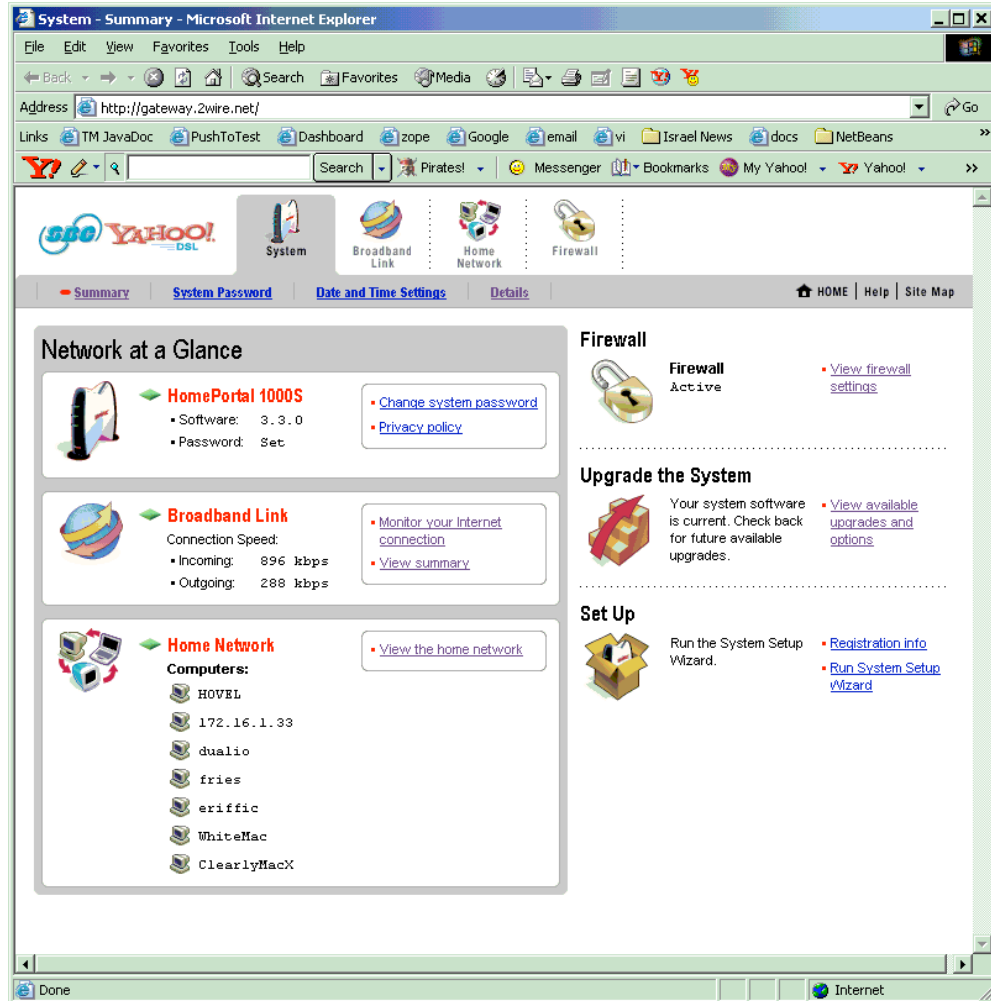 System - Summary - Microsoft Internet Explorer
File Edit View Favorites Tools Help
Back Search Favorites Media
Address http://gateway.2wire.net/ Go
Links TM JavaDoc PushToTest Dashboard zope Google email vi Israel News docs NetBeans »
Y! Search Pirates! Messenger Bookmarks My Yahoo! Yahoo! »
SBC YAHOO! DSL
System
Broadband Link
Home Network
Firewall
Summary System Password Date and Time Settings Details HOME | Help | Site Map
Network at a Glance
HomePortal 1000S
Software: 3.3.0
Password: Set
Change system password
Privacy policy
Broadband Link
Connection Speed:
Incoming: 896 kbps
Outgoing: 288 kbps
Monitor your Internet
connection
View summary
Home Network
Computers:
HOVEL
172.16.1.33
dualio
fries
eriffic
WhiteMac
ClearlyMacX
View the home network
Firewall
Firewall
Active
View firewall
settings
Upgrade the System
Your system software
is current. Check back
for future available
upgrades.
View available
upgrades and
options
Set Up
Run the System Setup
Wizard.
Registration info
Run System Setup
Wizard
Done Internet